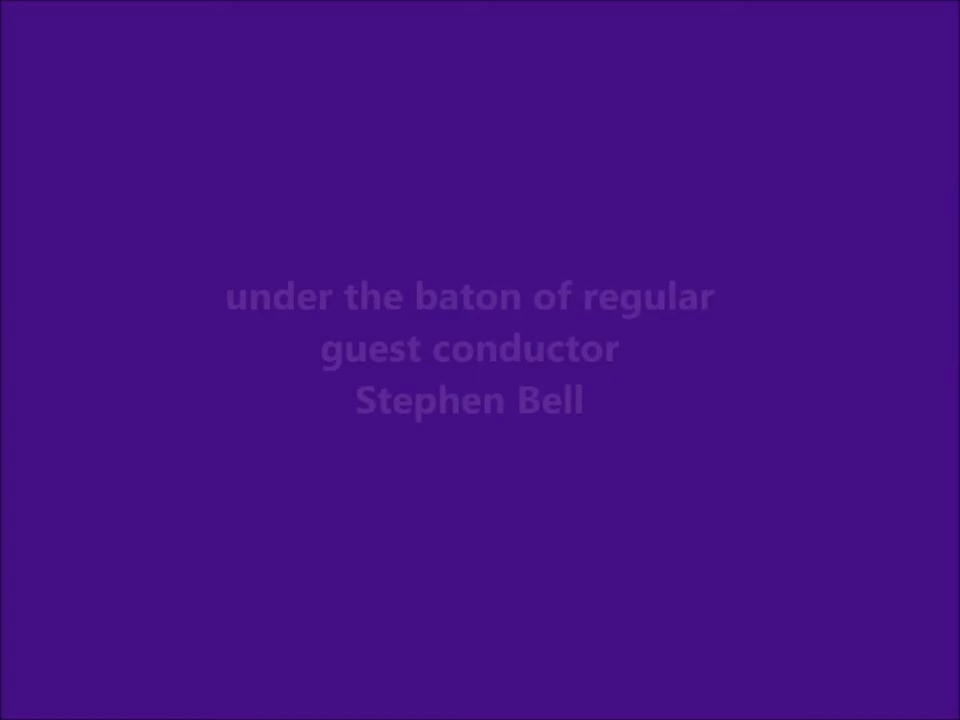 under the baton of regular
guest conductor
Stephen Bell